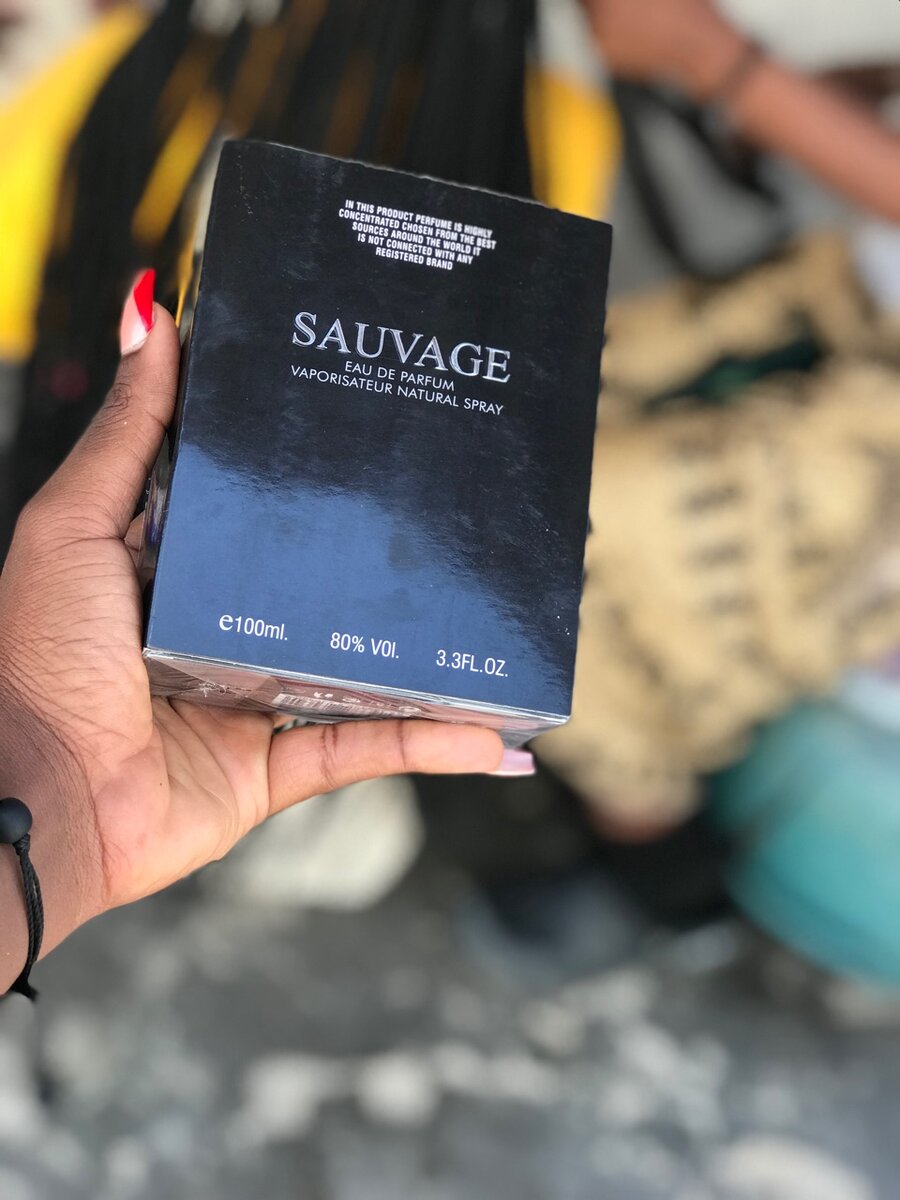 IN THIS PRODUCT PERFUME IS HIGHLY
CONCENTRATED CHOSEN FROM THE BEST
SOURCES AROUND THE WORLD IT
IS NOT CONNECTED WITH ANY
REGISTERED BRAND
SAUVAGE
EAU DE PARFUM
VAPORISATEUR NATURAL SPRAY
e100ml. 80% VOl. 3.3FL.OZ.